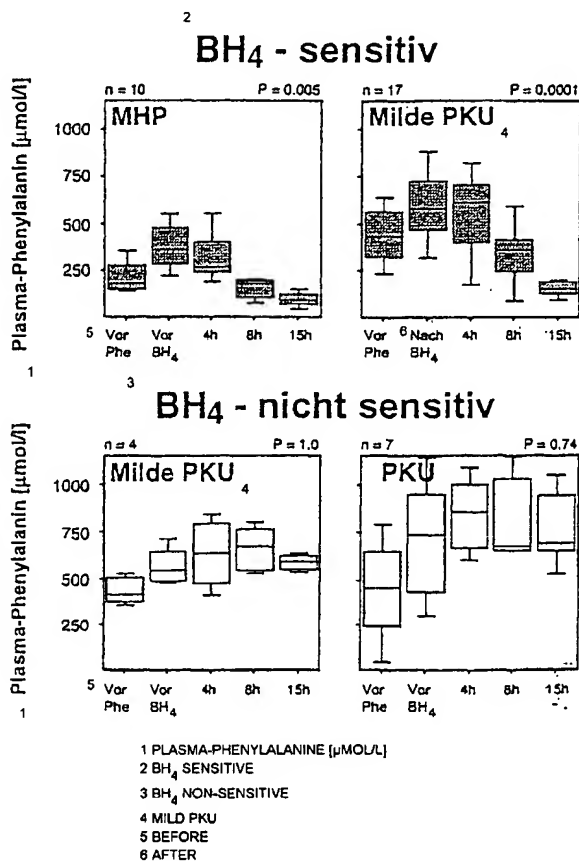 2
BH4 - sensitiv
n = 10 P = 0.005 n = 17 P = 0.0001
MHP Milde PKU 4
Plasma-Phenylalanin [µmol/l]
1000
750
500
250
5 Vor Phe Vor BH4 4h 8h 15h Vor Phe 6 Nach BH4 4h 8h 15h
1
3
BH4 - nicht sensitiv
n = 4 P = 1.0 n = 7 P = 0.74
Milde PKU 4 PKU
Plasma-Phenylalanin [µmol/l]
1000
750
500
250
5 Vor Phe Vor BH4 4h 8h 15h Vor Phe Vor BH4 4h 8h 15h
1
1 PLASMA-PHENYLALANINE [µMOL/L]
2 BH4 SENSITIVE
3 BH4 NON-SENSITIVE
4 MILD PKU
5 BEFORE
6 AFTER